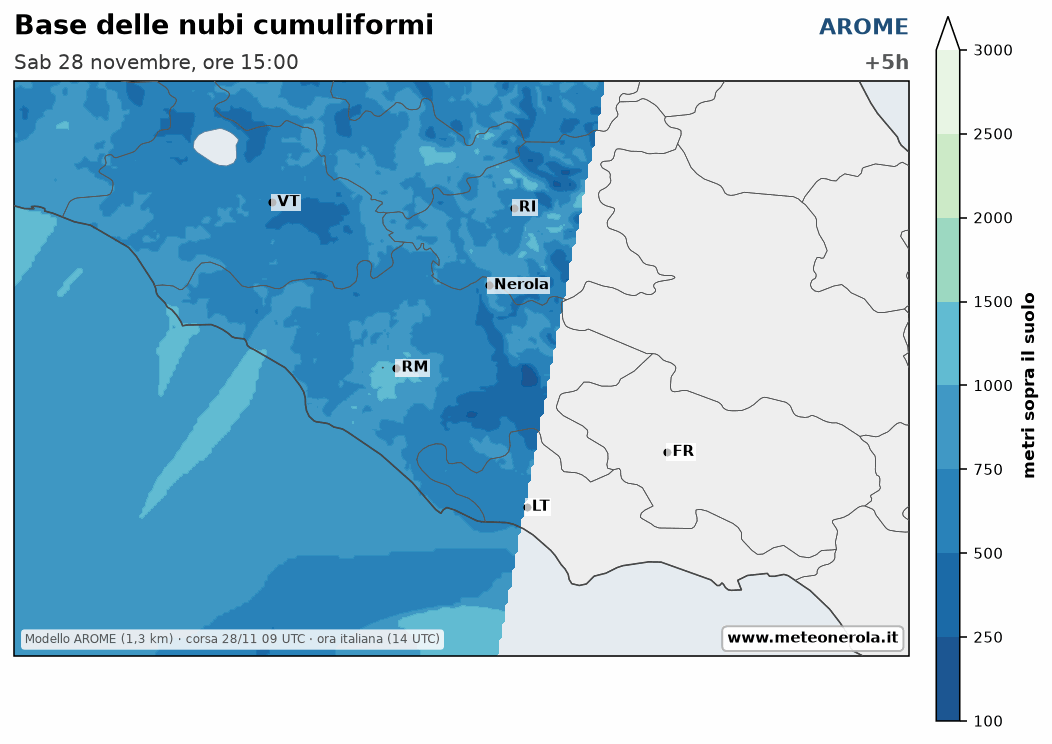 Base delle nubi cumuliformi
AROME
Sab 28 novembre, ore 15:00
+5h
3000
2500
2000
1500
1000
750
500
250
100
metri sopra il suolo
VT
RI
Nerola
RM
FR
LT
Modello AROME (1,3 km) · corsa 28/11 09 UTC · ora italiana (14 UTC)
www.meteonerola.it